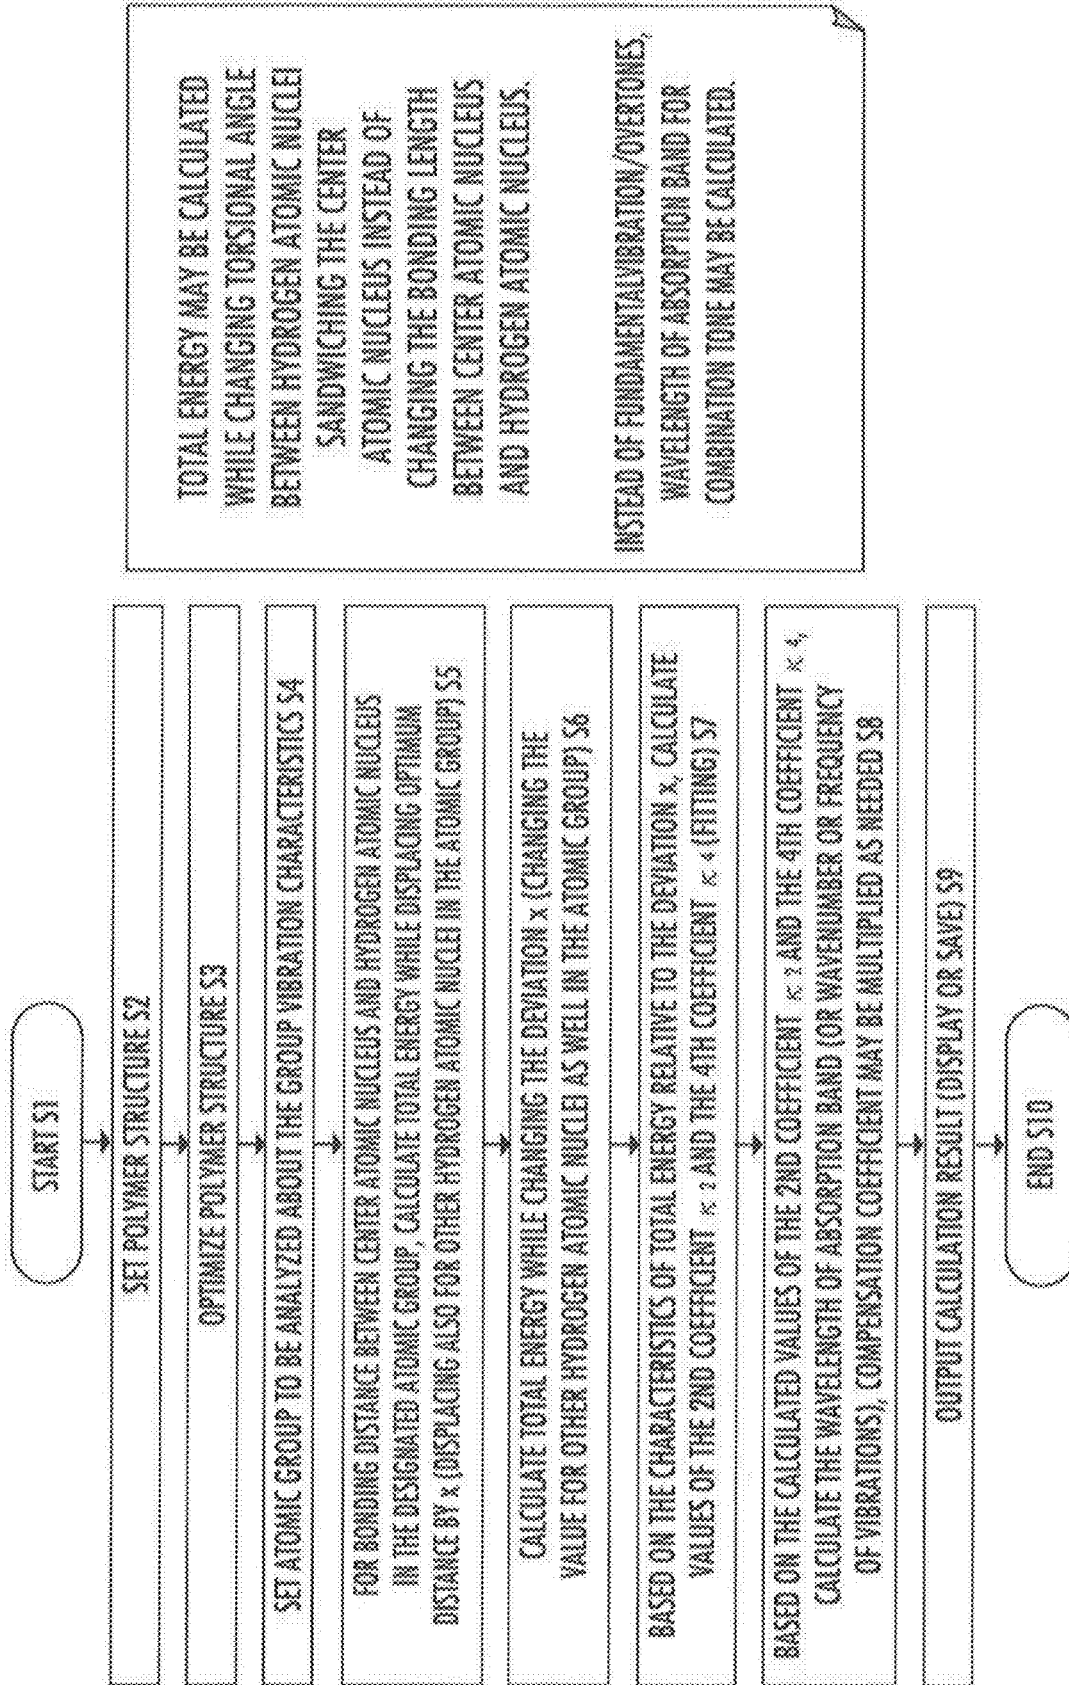 START S1
SET POLYMER STRUCTURE S2
OPTIMIZE POLYMER STRUCTURE S3
SET ATOMIC GROUP TO BE ANALYZED ABOUT THE GROUP VIBRATION CHARACTERISTICS S4
FOR BONDING DISTANCE BETWEEN CENTER ATOMIC NUCLEUS AND HYDROGEN ATOMIC NUCLEUS
IN THE DESIGNATED ATOMIC GROUP, CALCULATE TOTAL ENERGY WHILE DISPLACING OPTIMUM
DISTANCE BY x (DISPLACING ALSO FOR OTHER HYDROGEN ATOMIC NUCLEI IN THE ATOMIC GROUP) S5
CALCULATE TOTAL ENERGY WHILE CHANGING THE DEVIATION x (CHANGING THE
VALUE FOR OTHER HYDROGEN ATOMIC NUCLEI AS WELL IN THE ATOMIC GROUP) S6
BASED ON THE CHARACTERISTICS OF TOTAL ENERGY RELATIVE TO THE DEVIATION x, CALCULATE
VALUES OF THE 2ND COEFFICIENT κ 2 AND THE 4TH COEFFICIENT κ 4 (FITTING) S7
BASED ON THE CALCULATED VALUES OF THE 2ND COEFFICIENT κ 2 AND THE 4TH COEFFICIENT κ 4,
CALCULATE THE WAVELENGTH OF ABSORPTION BAND (OR WAVENUMBER OR FREQUENCY
OF VIBRATIONS), COMPENSATION COEFFICIENT MAY BE MULTIPLIED AS NEEDED S8
OUTPUT CALCULATION RESULT (DISPLAY OR SAVE) S9
END S10
TOTAL ENERGY MAY BE CALCULATED
WHILE CHANGING TORSIONAL ANGLE
BETWEEN HYDROGEN ATOMIC NUCLEI
SANDWICHING THE CENTER
ATOMIC NUCLEUS INSTEAD OF
CHANGING THE BONDING LENGTH
BETWEEN CENTER ATOMIC NUCLEUS
AND HYDROGEN ATOMIC NUCLEUS.
INSTEAD OF FUNDAMENTALVIBRATION/OVERTONES,
WAVELENGTH OF ABSORPTION BAND FOR
COMBINATION TONE MAY BE CALCULATED.